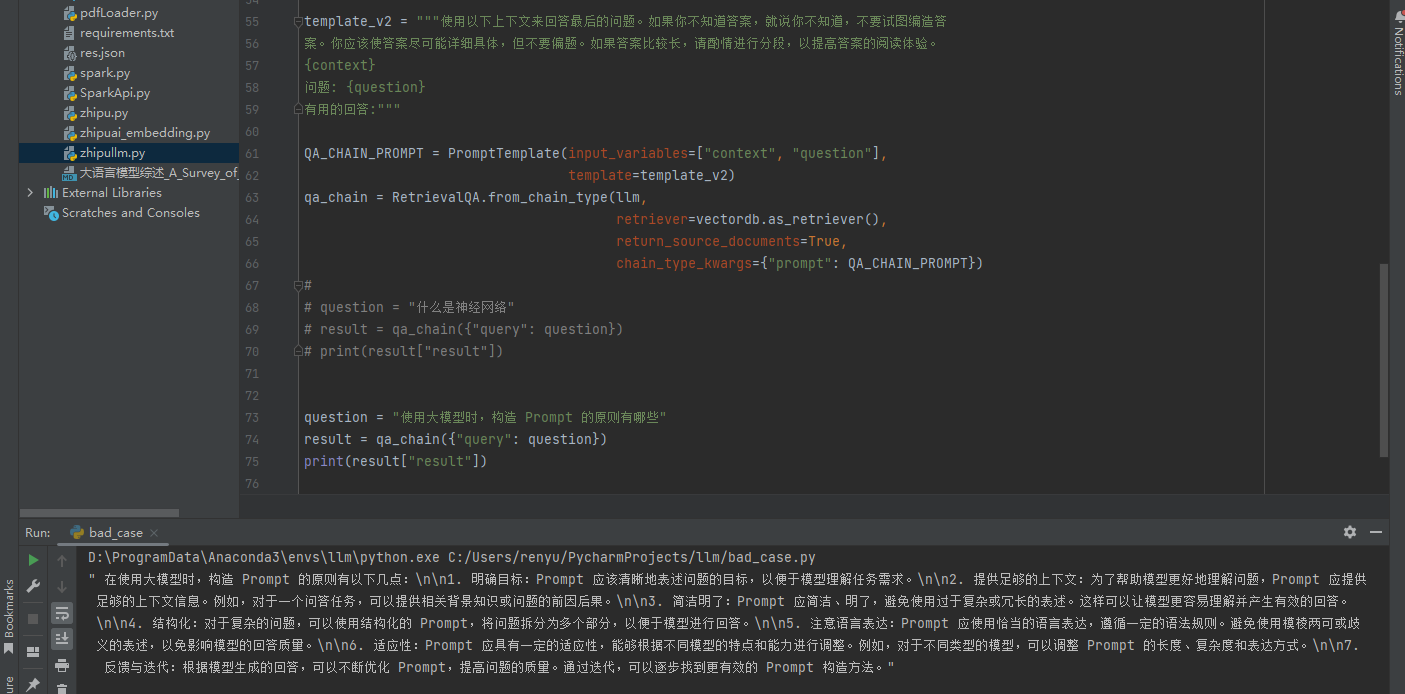 pdfLoader.py
requirements.txt
res.json
spark.py
SparkApi.py
zhipu.py
zhipuai_embedding.py
zhipullm.py
大语言模型综述_A_Survey_of_
External Libraries
Scratches and Consoles
Notifications
55 template_v2 = """使用以下上下文来回答最后的问题。如果你不知道答案，就说你不知道，不要试图编造答
56 案。你应该使答案尽可能详细具体，但不要偏题。如果答案比较长，请酌情进行分段，以提高答案的阅读体验。
57 {context}
58 问题: {question}
59 有用的回答:"""
60
61 QA_CHAIN_PROMPT = PromptTemplate(input_variables=["context", "question"],
62 template=template_v2)
63 qa_chain = RetrievalQA.from_chain_type(llm,
64 retriever=vectordb.as_retriever(),
65 return_source_documents=True,
66 chain_type_kwargs={"prompt": QA_CHAIN_PROMPT})
67 #
68 # question = "什么是神经网络"
69 # result = qa_chain({"query": question})
70 # print(result["result"])
71
72
73 question = "使用大模型时，构造 Prompt 的原则有哪些"
74 result = qa_chain({"query": question})
75 print(result["result"])
76
Run: bad_case
D:\ProgramData\Anaconda3\envs\llm\python.exe C:/Users/renyu/PycharmProjects/llm/bad_case.py
" 在使用大模型时，构造 Prompt 的原则有以下几点：\n\n1. 明确目标：Prompt 应该清晰地表述问题的目标，以便于模型理解任务需求。\n\n2. 提供足够的上下文：为了帮助模型更好地理解问题，Prompt 应提供
足够的上下文信息。例如，对于一个问答任务，可以提供相关背景知识或问题的前因后果。\n\n3. 简洁明了：Prompt 应简洁、明了，避免使用过于复杂或冗长的表述。这样可以让模型更容易理解并产生有效的回答。
\n\n4. 结构化：对于复杂的问题，可以使用结构化的 Prompt，将问题拆分为多个部分，以便于模型进行回答。\n\n5. 注意语言表达：Prompt 应使用恰当的语言表达，遵循一定的语法规则。避免使用模棱两可或歧
义的表述，以免影响模型的回答质量。\n\n6. 适应性：Prompt 应具有一定的适应性，能够根据不同模型的特点和能力进行调整。例如，对于不同类型的模型，可以调整 Prompt 的长度、复杂度和表达方式。\n\n7.
反馈与迭代：根据模型生成的回答，可以不断优化 Prompt，提高问题的质量。通过迭代，可以逐步找到更有效的 Prompt 构造方法。"
Bookmarks